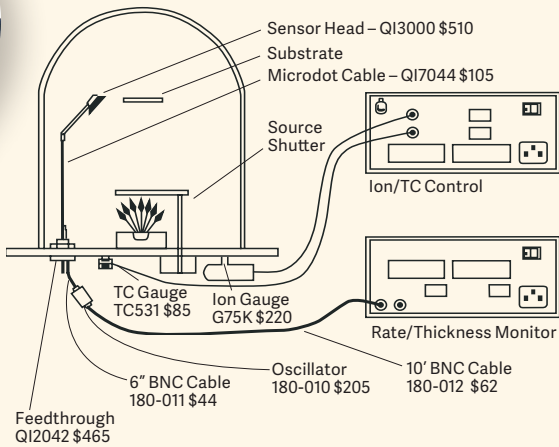 Sensor Head – QI3000 $510
Substrate
Microdot Cable – QI7044 $105
Source
Shutter
Ion/TC Control
TC Gauge
TC531 $85
Ion Gauge
G75K $220
Rate/Thickness Monitor
6” BNC Cable
180-011 $44
Oscillator
180-010 $205
10’ BNC Cable
180-012 $62
Feedthrough
QI2042 $465